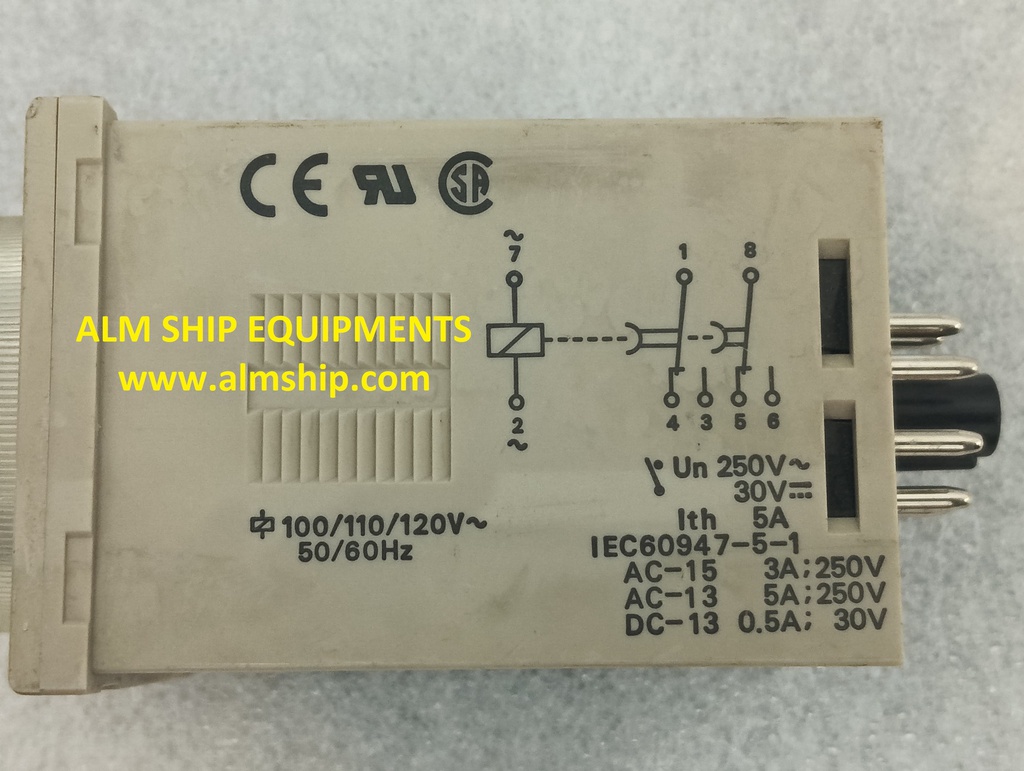 CE UR SA
~
7
1 8
ALM SHIP EQUIPMENTS
www.almship.com
2
~
4 3 5 6
Un 250V~
30V⎓
Ith 5A
100/110/120V~
50/60Hz
IEC60947-5-1
AC-15 3A; 250V
AC-13 5A; 250V
DC-13 0.5A; 30V